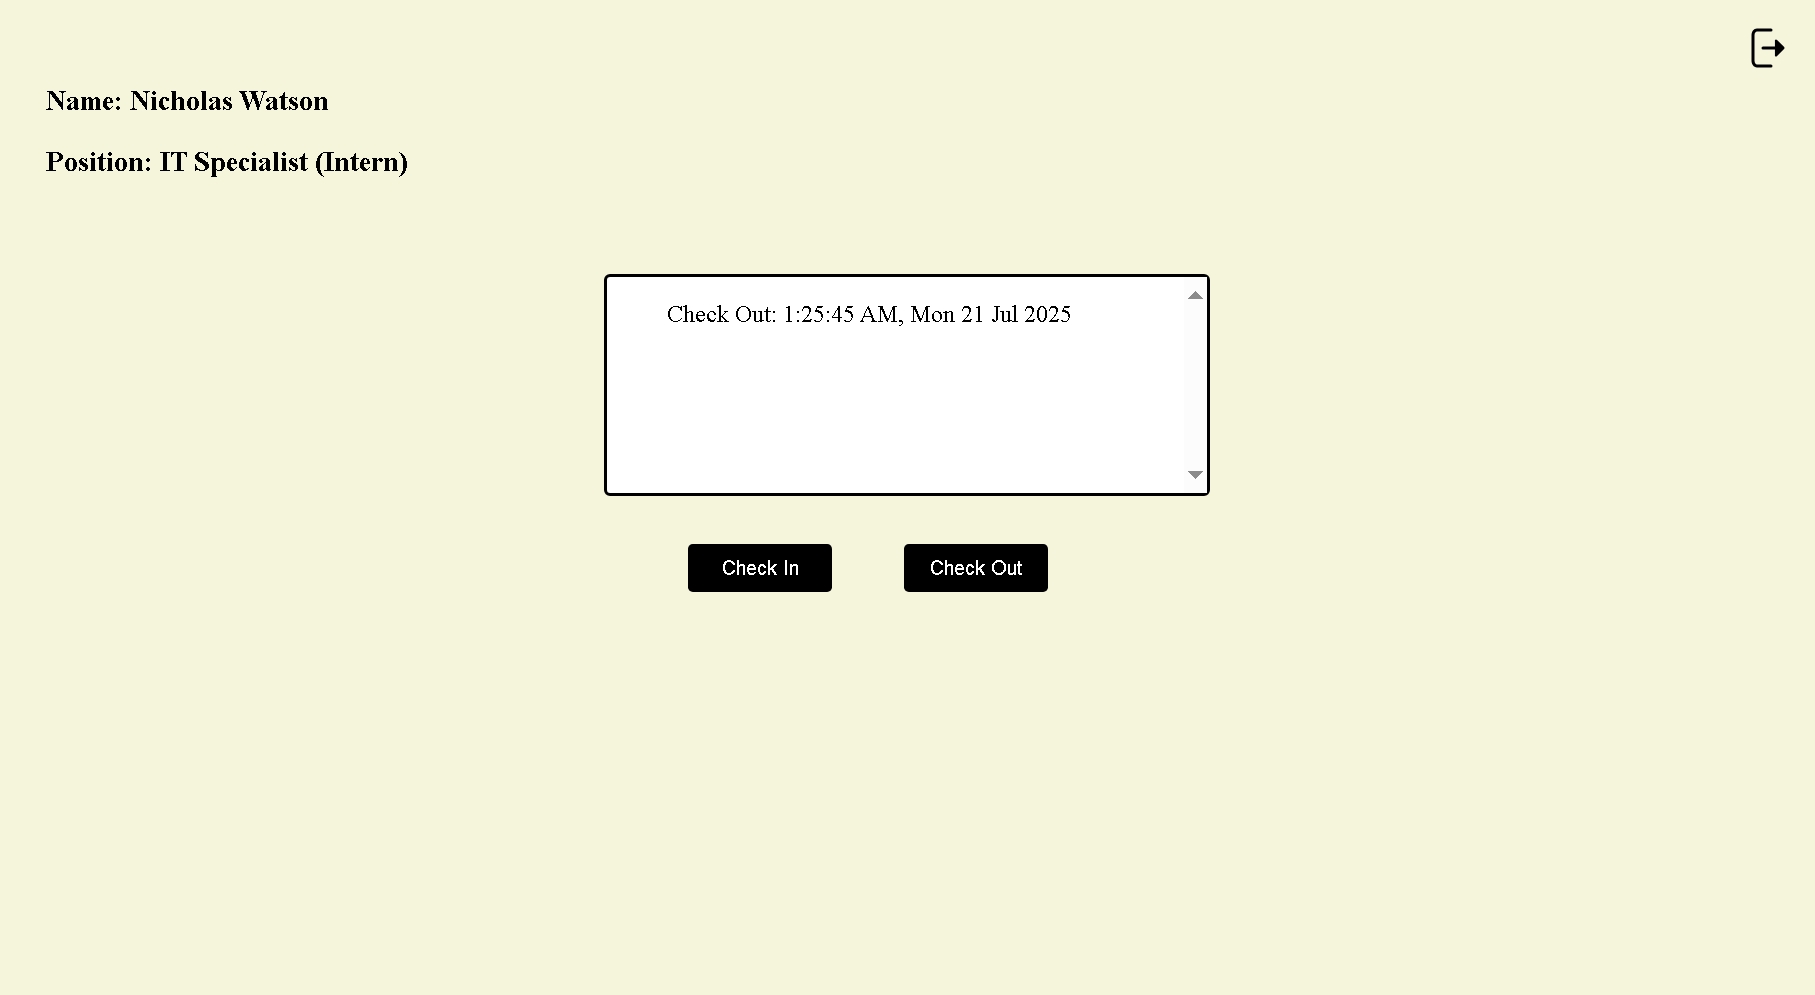 Name: Nicholas Watson
Position: IT Specialist (Intern)
Check Out: 1:25:45 AM, Mon 21 Jul 2025
Check In
Check Out